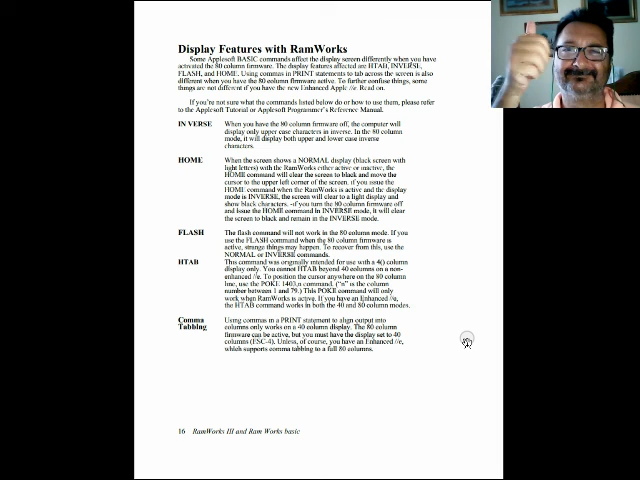 Display Features with RamWorks
Some Applesoft BASIC commands affect the display screen differently when you have
activated the 80 column firmware. The display features affected are HTAB, INVERSE,
FLASH, and HOME. Using commas in PRINT statements to tab across the screen is also
different when you have the 80 column firmware active. To further confuse things, some
things are not different if you have the new Enhanced Apple //e. Read on.
If you're not sure what the commands listed below do or how to use them, please refer
to the Applesoft Tutorial or Applesoft Programmer's Reference Manual.
IN VERSE When you have the 80 column firmware off, the computer will
display only upper case characters in inverse. In the 80 column
mode, it will display both upper and lower case inverse
characters.
HOME When the screen shows a NORMAL display (black screen with
light letters) with the RamWorks either active or inactive, the
HOME command will clear the screen to black and move the
cursor to the upper left corner of the screen. if you issue the
HOME command when the RamWorks is active and the display
mode is INVERSE, the screen will clear to a light display and
show black characters. -if you turn the 80 column firmware off
and issue the HOME command in INVERSE mode, it will clear
the screen to black and remain in the INVERSE mode.
FLASH The flash command will not work in the 80 column mode. If you
use the FLASH command when the 80 column firmware is
active, strange things may happen. To recover from this, use the
NORMAL or INVERSE commands.
HTAB This command was originally intended for use with a 4() column
display only. You cannot HTAB beyond 40 columns on a non-
enhanced //e. To position the cursor anywhere on the 80 column
line, use the POKE 1403,n command. ("n" is the column
number between 1 and 79.) This POKE command will only
work when RamWorks is active. If you have an Enhanced //e,
the HTAB command works in both the 40 and 80 column modes.
Comma Using commas in a PRINT statement to align output into
Tabbing columns only works on a 40 column display. The 80 column
firmware can be active, but you must have the display set to 40
columns (ESC-4). Unless, of course, you have an Enhanced //e,
which supports comma tabbing to a full 80 columns.
16 RamWorks III and Ram Works basic